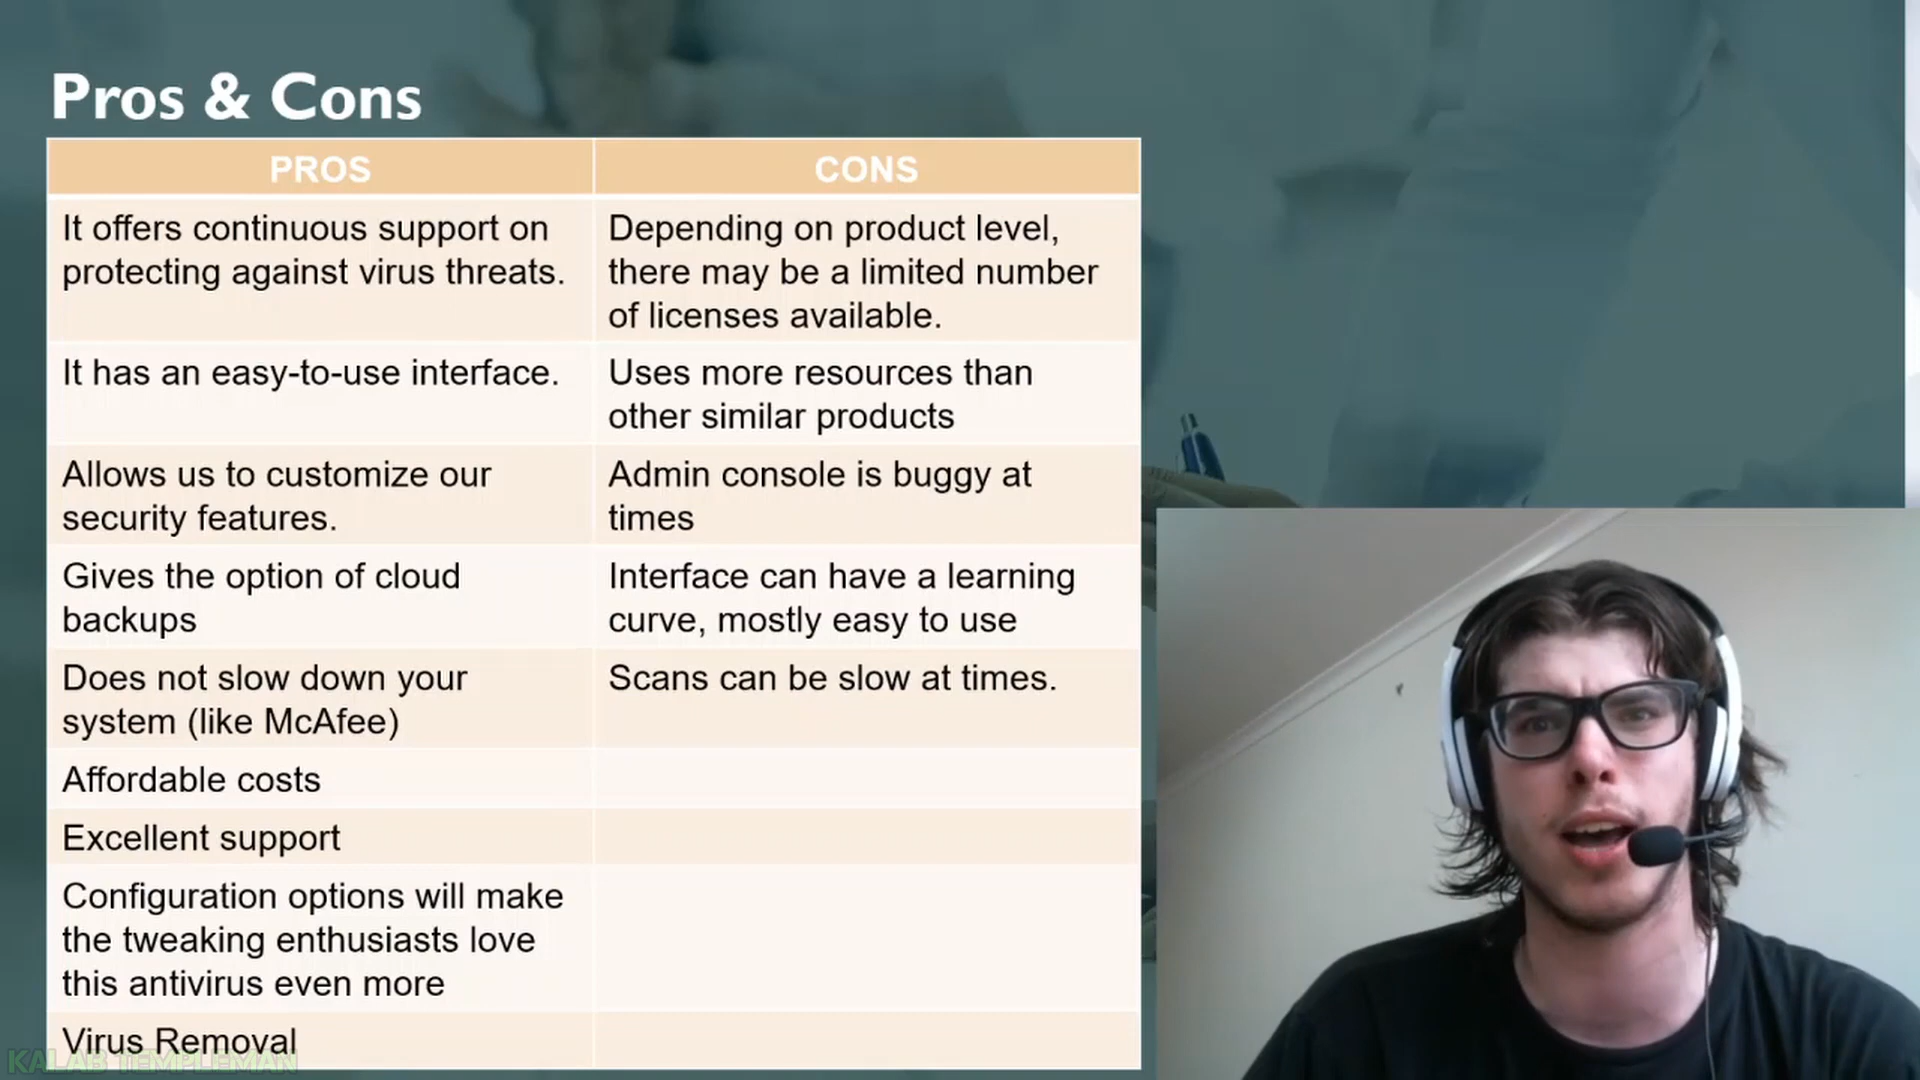 Pros & Cons
PROS
CONS
It offers continuous support on
protecting against virus threats.
Depending on product level,
there may be a limited number
of licenses available.
It has an easy-to-use interface.
Uses more resources than
other similar products
Allows us to customize our
security features.
Admin console is buggy at
times
Gives the option of cloud
backups
Interface can have a learning
curve, mostly easy to use
Does not slow down your
system (like McAfee)
Scans can be slow at times.
Affordable costs
Excellent support
Configuration options will make
the tweaking enthusiasts love
this antivirus even more
Virus Removal
KALAB TEMPLEMAN